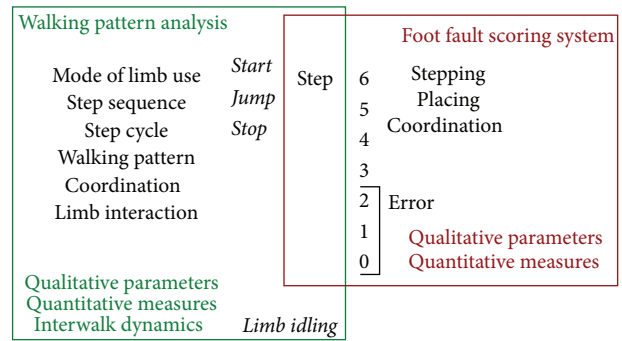 Walking pattern analysis
Mode of limb use
Step sequence
Step cycle
Walking pattern
Coordination
Limb interaction
Start
Jump
Stop
Qualitative parameters
Quantitative measures
Interwalk dynamics
Limb idling
Step
Foot fault scoring system
6
5
4
3
2
1
0
Stepping
Placing
Coordination
Error
Qualitative parameters
Quantitative measures